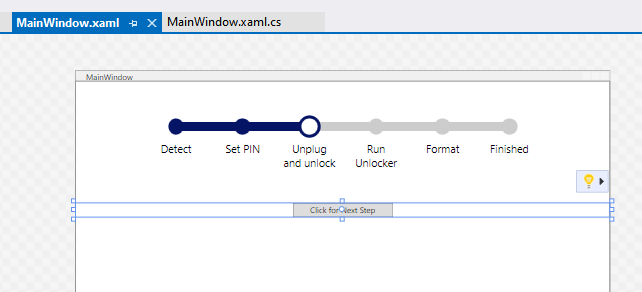 MainWindow.xaml
MainWindow.xaml.cs
MainWindow
Detect
Set PIN
Unplug
and unlock
Run
Unlocker
Format
Finished
Click for Next Step